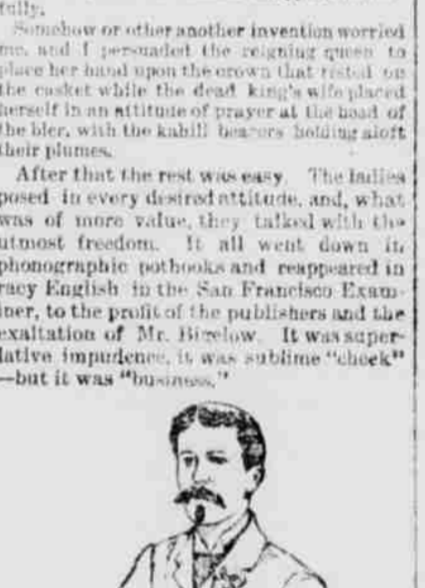 fully.
Somehow or other another invention worried
me, and I persuaded the reigning queen to
place her hand upon the crown that rested on
the casket while the dead king's wife placed
herself in an attitude of prayer at the head of
the bier, with the kahili bearers holding aloft
their plumes.
After that the rest was easy. The ladies
posed in every desired attitude, and, what
was of more value, they talked with the
utmost freedom. It all went down in
phonographic pothooks and reappeared in
racy English in the San Francisco Exam-
iner, to the profit of the publishers and the
exaltation of Mr. Bigelow. It was super-
lative impudence, it was sublime "cheek"
—but it was "business."